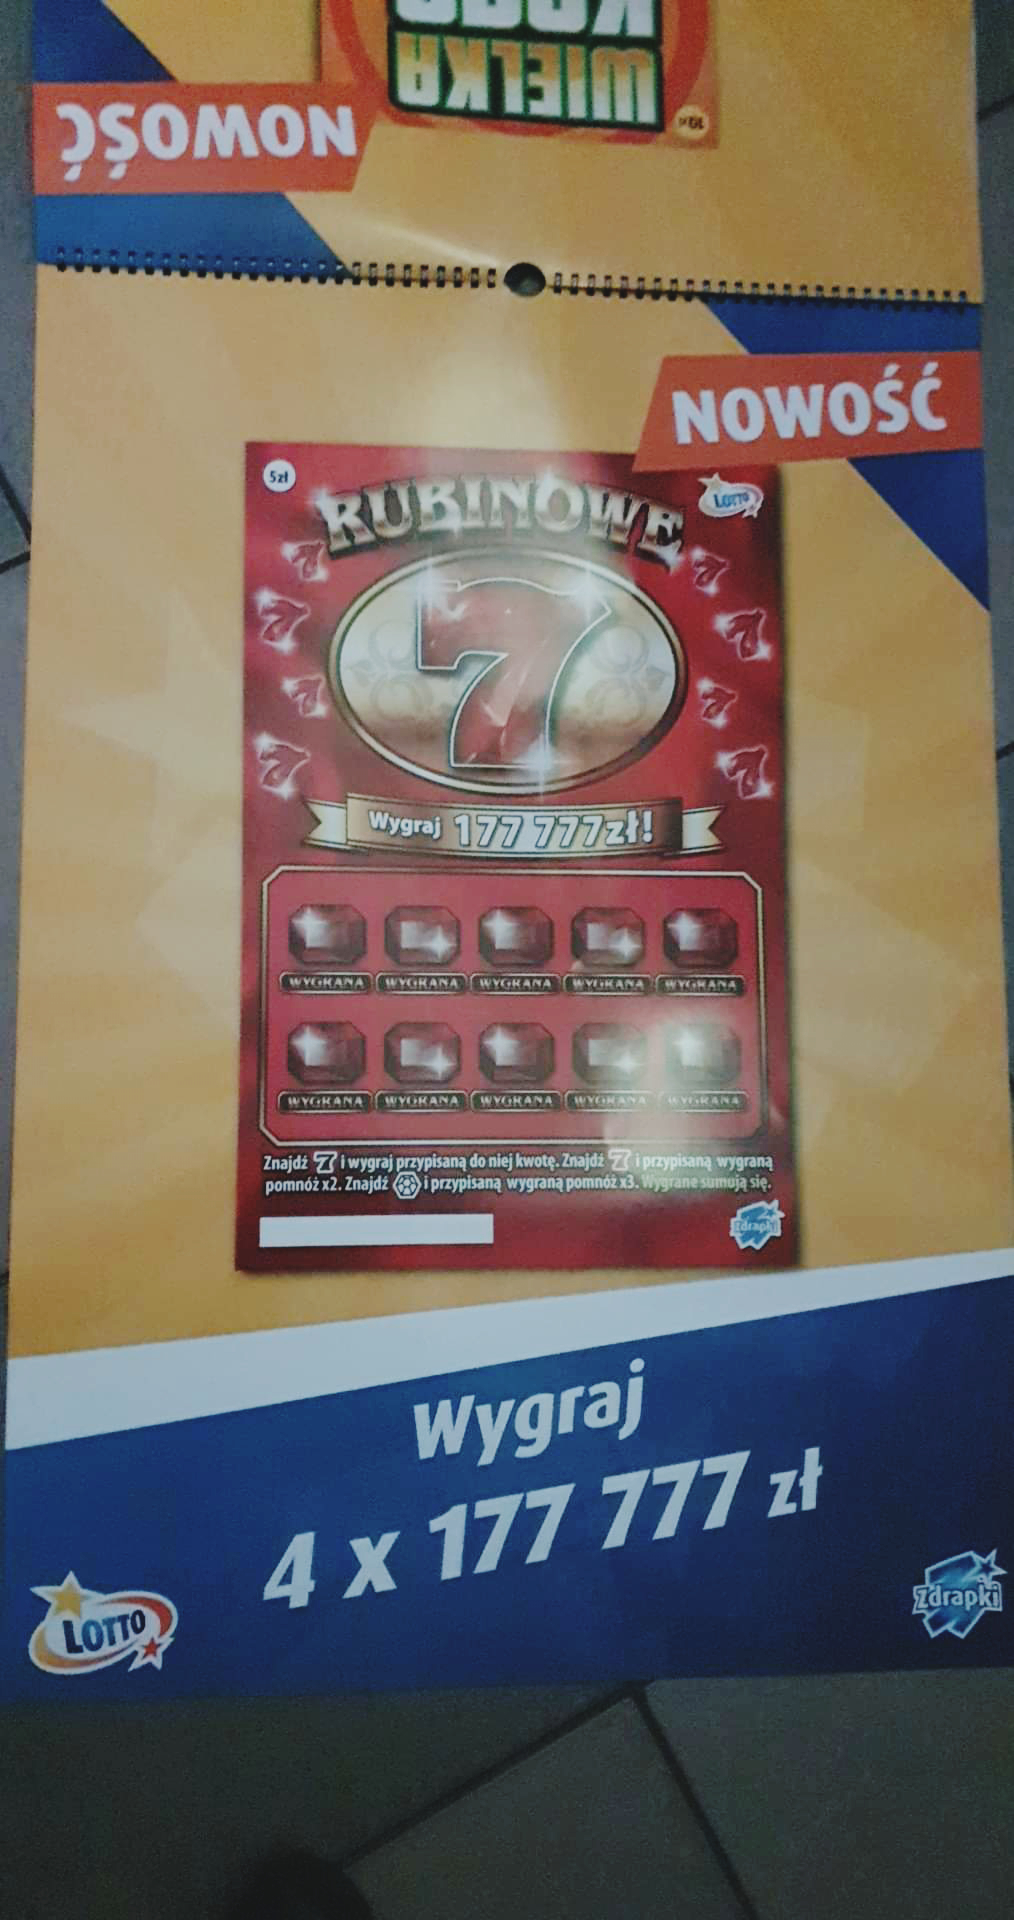 WIELKA
10zł
NOWOŚĆ
NOWOŚĆ
5zł
RUBINOWE
LOTTO
7
Wygraj 177 777zł!
WYGRANA WYGRANA WYGRANA WYGRANA WYGRANA
WYGRANA WYGRANA WYGRANA WYGRANA WYGRANA
Znajdź 7 i wygraj przypisaną do niej kwotę. Znajdź 7 i przypisaną wygraną
pomnóż x2. Znajdź i przypisaną wygraną pomnóż x3. Wygrane sumują się.
Zdrapki
Wygraj
4 x 177 777 zł
LOTTO
Zdrapki